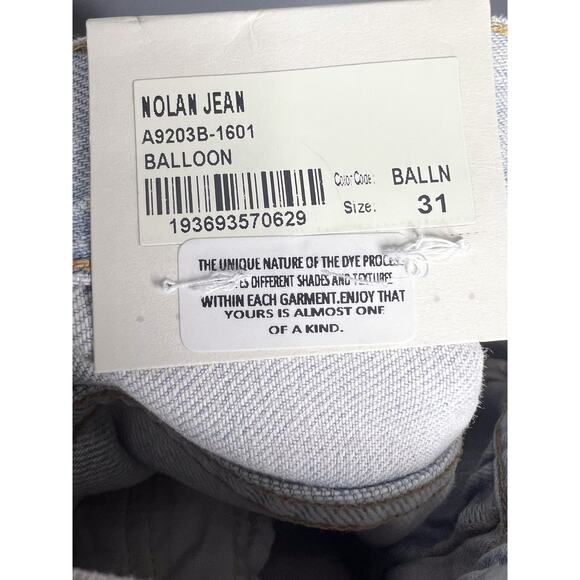 NOLAN JEAN
A9203B-1601
BALLOON
Color Code: BALLN
193693570629
Size: 31
THE UNIQUE NATURE OF THE DYE PROCES
ES DIFFERENT SHADES AND TEXTURES
WITHIN EACH GARMENT.ENJOY THAT
YOURS IS ALMOST ONE
OF A KIND.